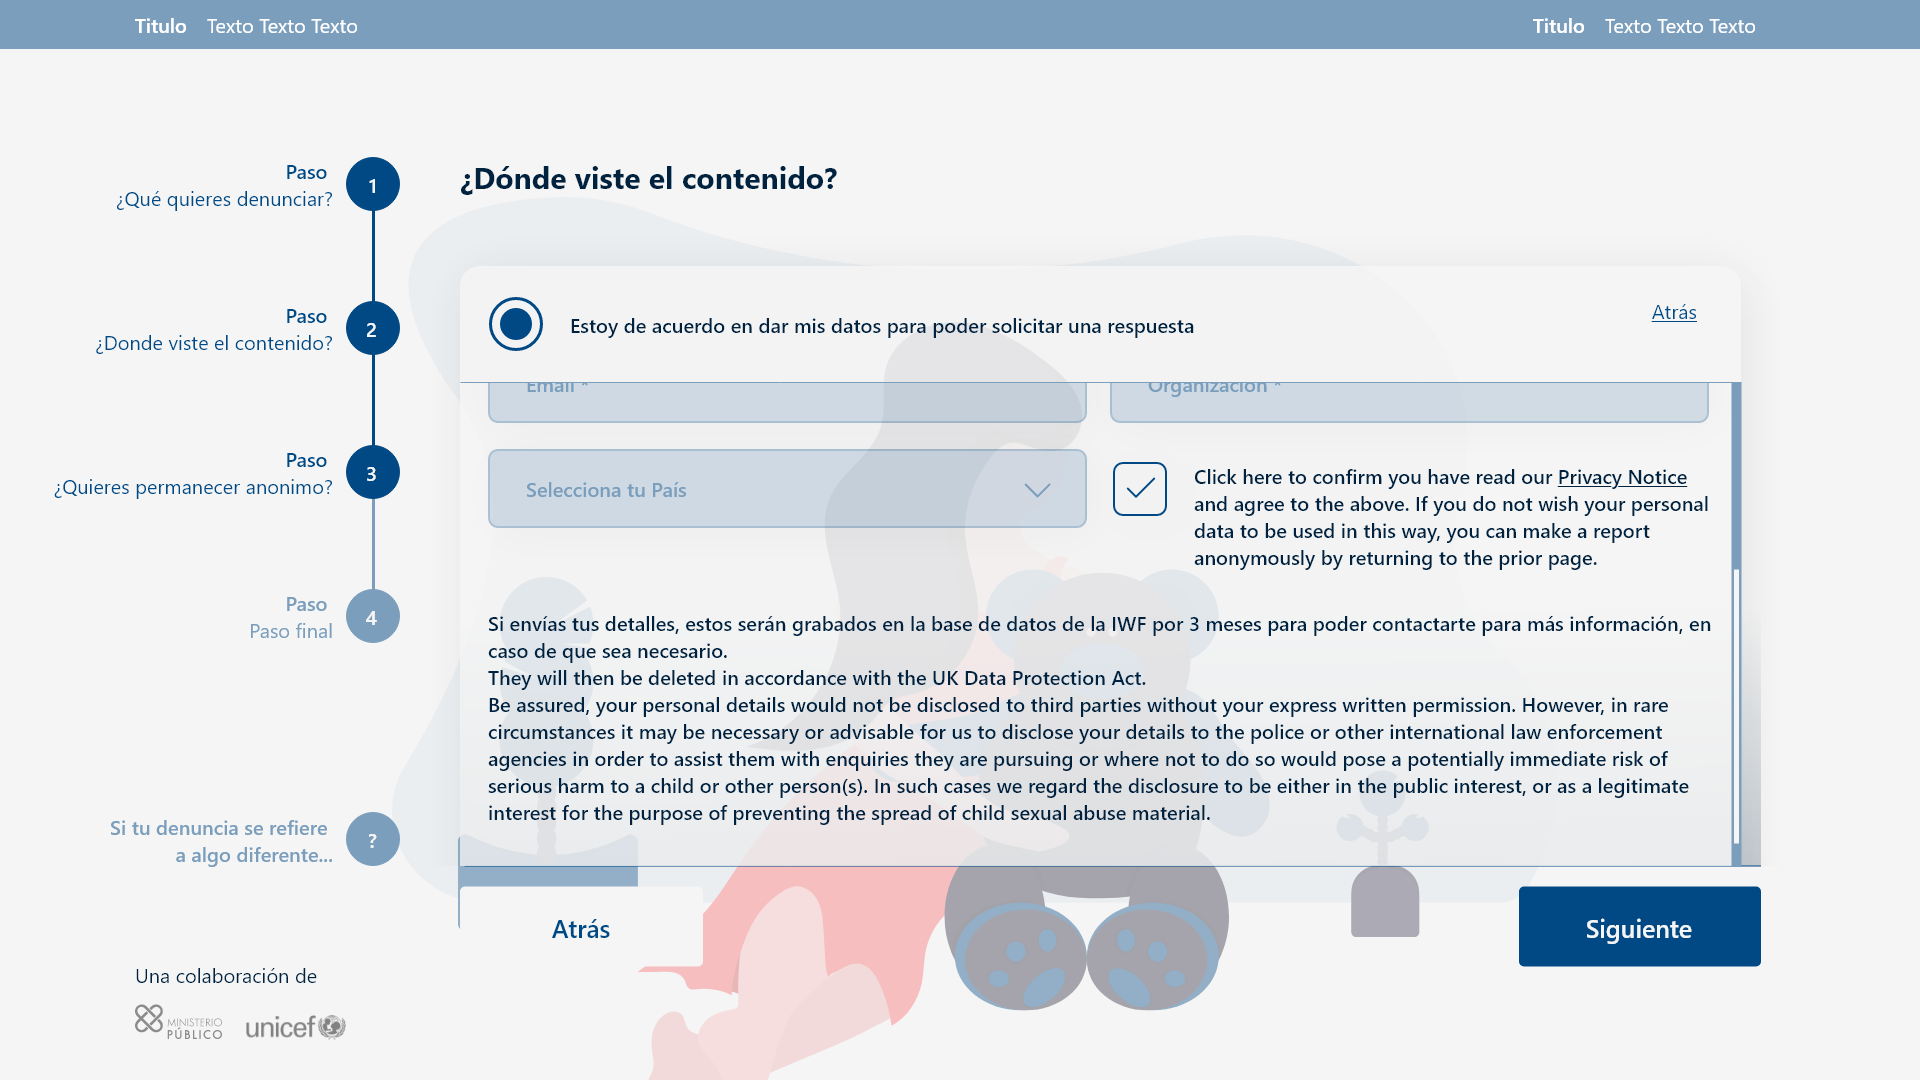 Titulo Texto Texto Texto
Titulo Texto Texto Texto
Paso
¿Qué quieres denunciar?
1
Paso
¿Donde viste el contenido?
2
Paso
¿Quieres permanecer anonimo?
3
Paso
Paso final
4
Si tu denuncia se refiere
a algo diferente...
?
Una colaboración de
MINISTERIO
PÚBLICO
unicef
¿Dónde viste el contenido?
Estoy de acuerdo en dar mis datos para poder solicitar una respuesta
Atrás
Email *
Organización *
Selecciona tu País
Click here to confirm you have read our Privacy Notice
and agree to the above. If you do not wish your personal
data to be used in this way, you can make a report
anonymously by returning to the prior page.
Si envías tus detalles, estos serán grabados en la base de datos de la IWF por 3 meses para poder contactarte para más información, en
caso de que sea necesario.
They will then be deleted in accordance with the UK Data Protection Act.
Be assured, your personal details would not be disclosed to third parties without your express written permission. However, in rare
circumstances it may be necessary or advisable for us to disclose your details to the police or other international law enforcement
agencies in order to assist them with enquiries they are pursuing or where not to do so would pose a potentially immediate risk of
serious harm to a child or other person(s). In such cases we regard the disclosure to be either in the public interest, or as a legitimate
interest for the purpose of preventing the spread of child sexual abuse material.
Atrás
Siguiente